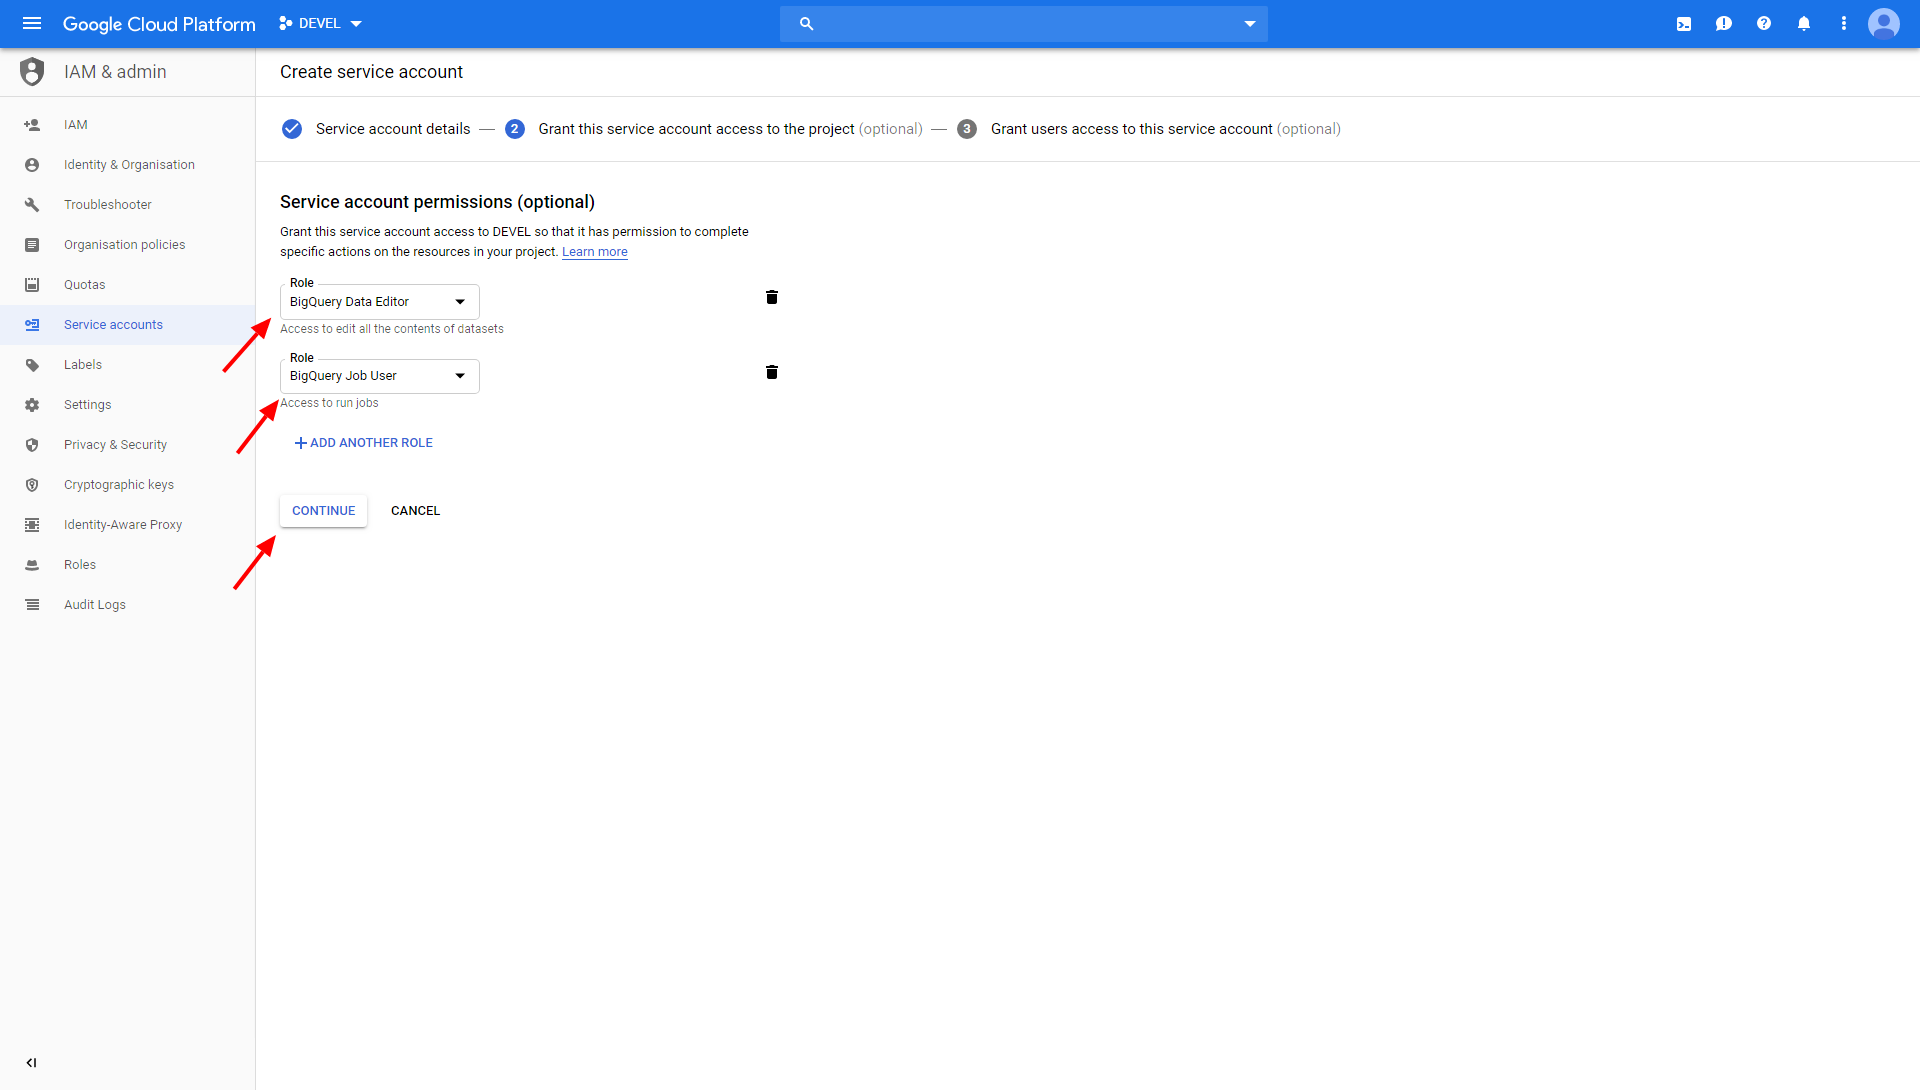 Google Cloud Platform DEVEL
IAM & admin
Create service account
IAM
Identity & Organisation
Troubleshooter
Organisation policies
Quotas
Service accounts
Labels
Settings
Privacy & Security
Cryptographic keys
Identity-Aware Proxy
Roles
Audit Logs
Service account details — 2 Grant this service account access to the project (optional) — 3 Grant users access to this service account (optional)
Service account permissions (optional)
Grant this service account access to DEVEL so that it has permission to complete
specific actions on the resources in your project. Learn more
Role
BigQuery Data Editor
Access to edit all the contents of datasets
Role
BigQuery Job User
Access to run jobs
+ ADD ANOTHER ROLE
CONTINUE CANCEL